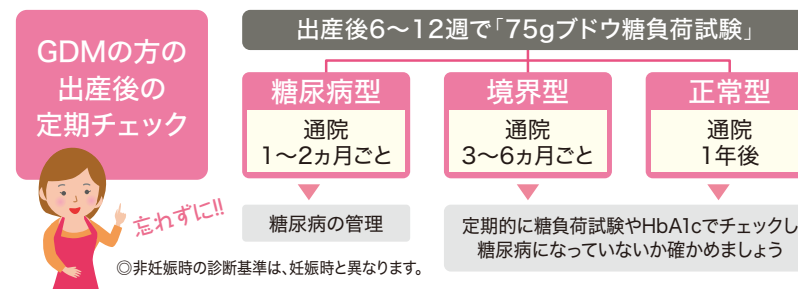 GDMの方の
出産後の
定期チェック
出産後6〜12週で「75gブドウ糖負荷試験」
糖尿病型
通院
1〜2ヵ月ごと
境界型
通院
3〜6ヵ月ごと
正常型
通院
1年後
忘れずに!!
糖尿病の管理
定期的に糖負荷試験やHbA1cでチェックし
糖尿病になっていないか確かめましょう
◎非妊娠時の診断基準は、妊娠時と異なります。